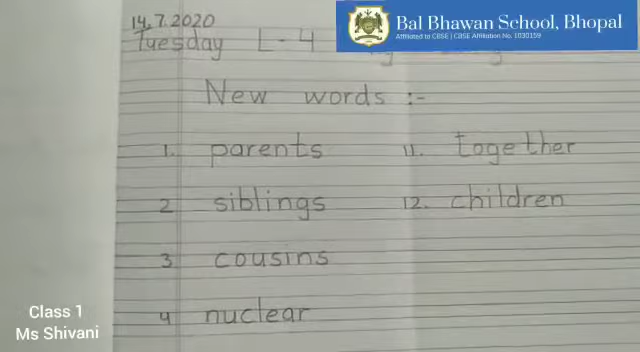 14.7.2020
Tuesday L-4
Bal Bhawan School, Bhopal
Affiliated to CBSE | CBSE Affiliation No. 1030159
New words :-
1. parents 11. together
2 siblings 12. children
3 cousins
4 nuclear
Class 1
Ms Shivani